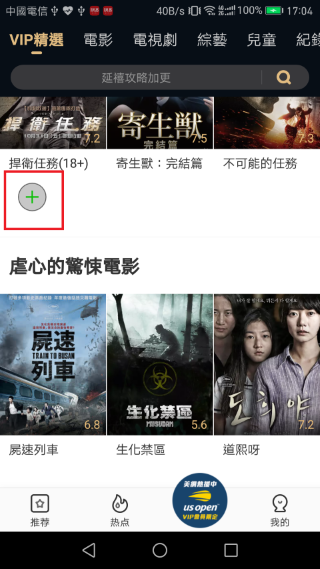 中國電信 40B/s 100% 17:04
VIP精選 電影 電視劇 綜藝 兒童 紀錄
延禧攻略加更
捍衛任務 7.2
寄生獸 完結篇 7.5
7.3
捍衛任務(18+) 寄生獸：完結篇 不可能的任務
虐心的驚悚電影
屍速列車
TRAIN TO BUSAN
6.8
生化禁區
MUSUDAN
5.6
도희야
7.2
屍速列車 生化禁區 道熙呀
美網熱播中
us open
VIP會員獨企
推荐 热点 我的